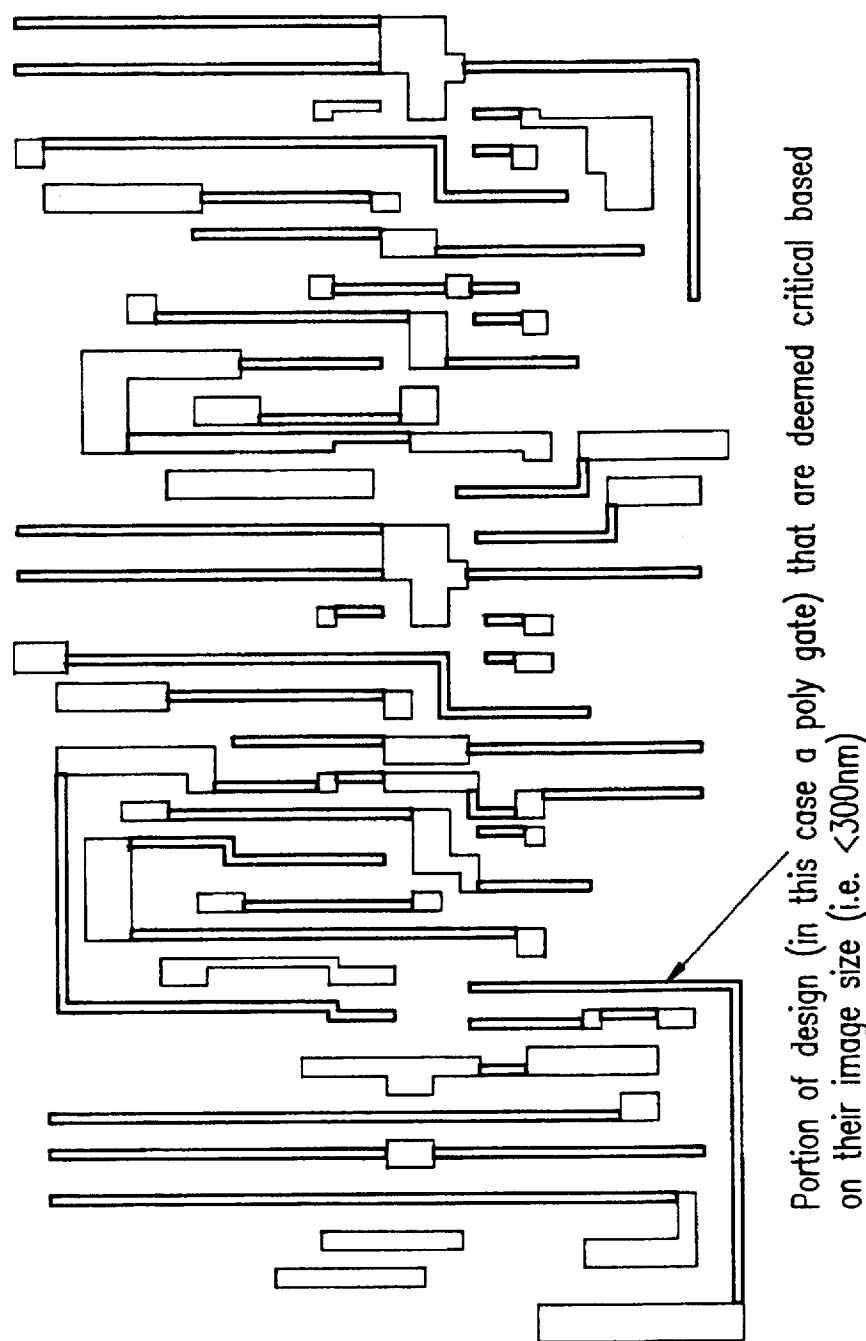 Portion of design (in this case a poly gate) that are deemed critical based
on their image size (i.e. <300nm)